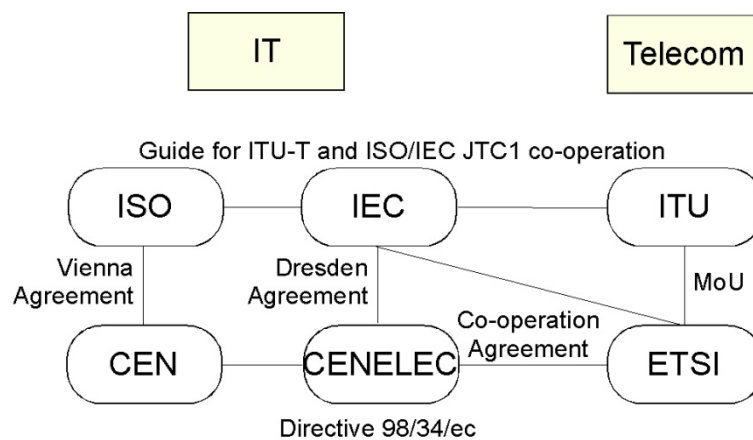 IT
Telecom
Guide for ITU-T and ISO/IEC JTC1 co-operation
ISO
IEC
ITU
Vienna
Agreement
Dresden
Agreement
MoU
Co-operation
Agreement
CEN
CENELEC
ETSI
Directive 98/34/ec